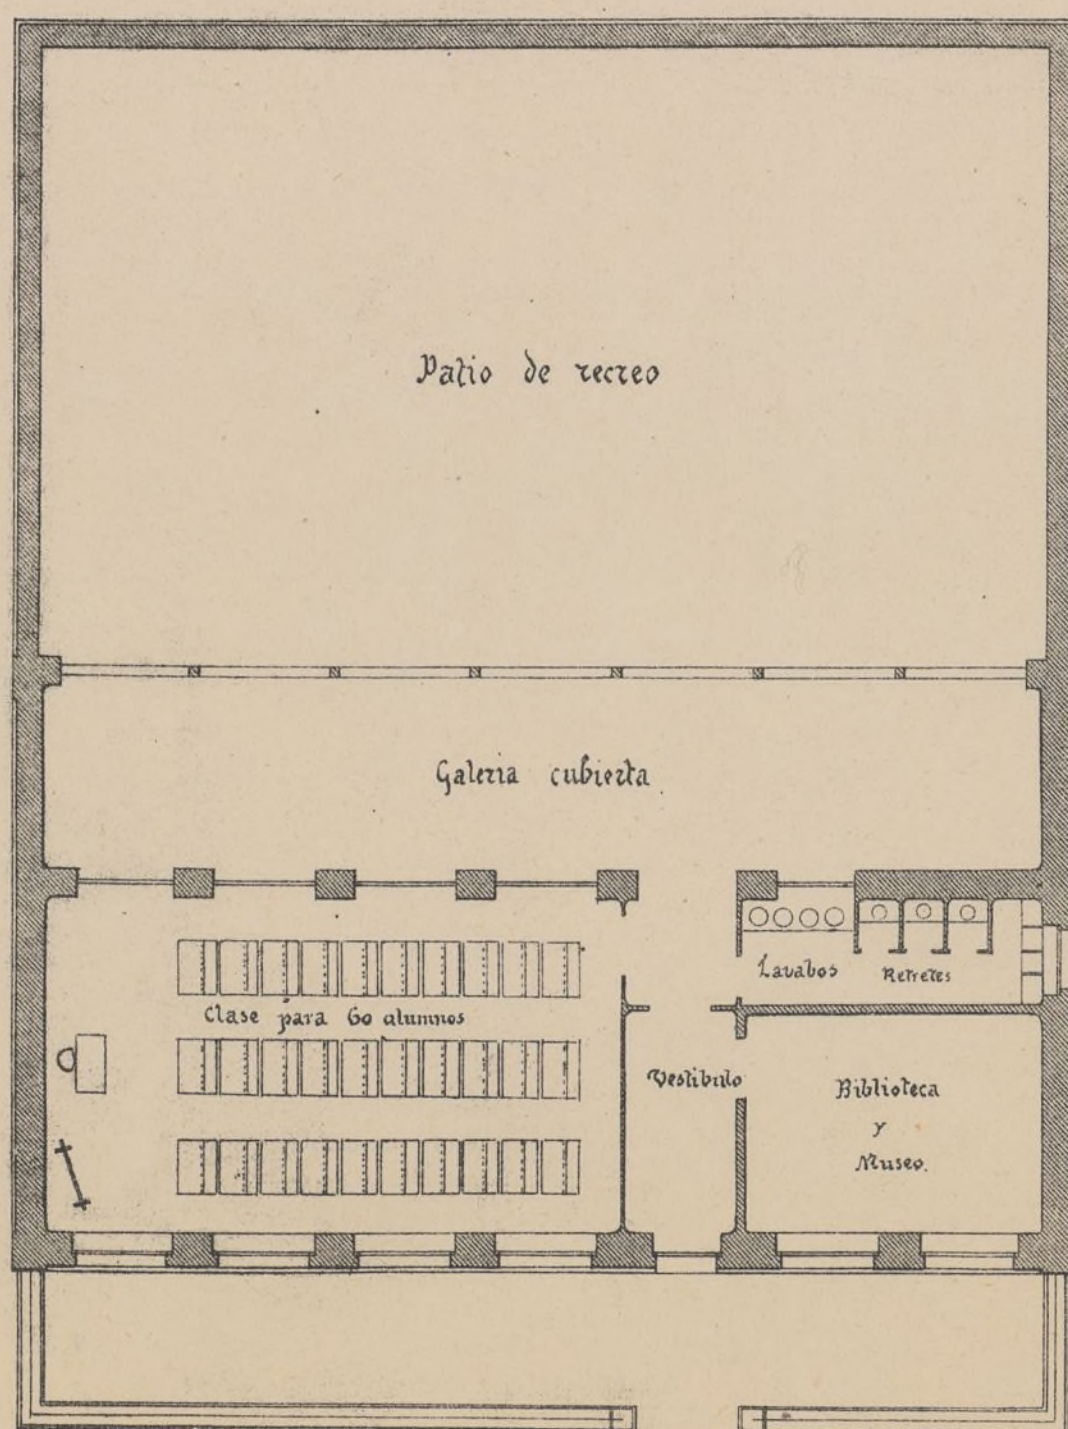 Patio de recreo
Galeria cubierta
Lavabos
Retretes
Clase para 60 alumnos
Vestibulo
Biblioteca
y
Museo.